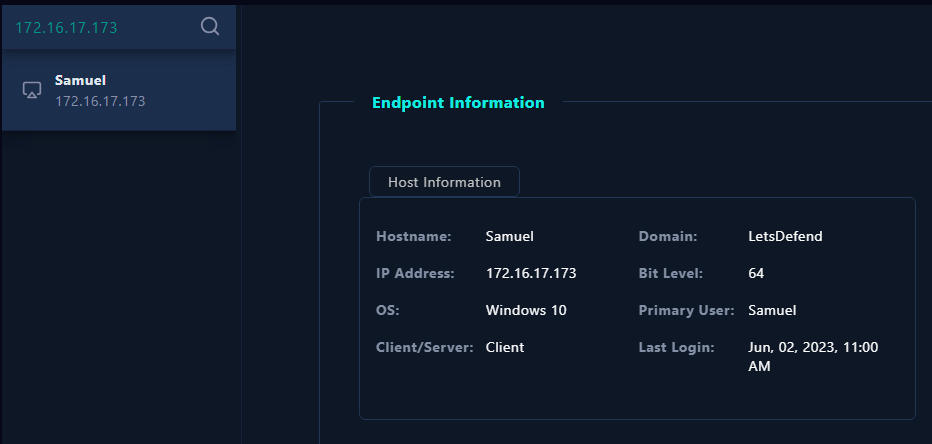 172.16.17.173
Samuel
172.16.17.173
Endpoint Information
Host Information
Hostname: Samuel Domain: LetsDefend
IP Address: 172.16.17.173 Bit Level: 64
OS: Windows 10 Primary User: Samuel
Client/Server: Client Last Login: Jun, 02, 2023, 11:00
AM